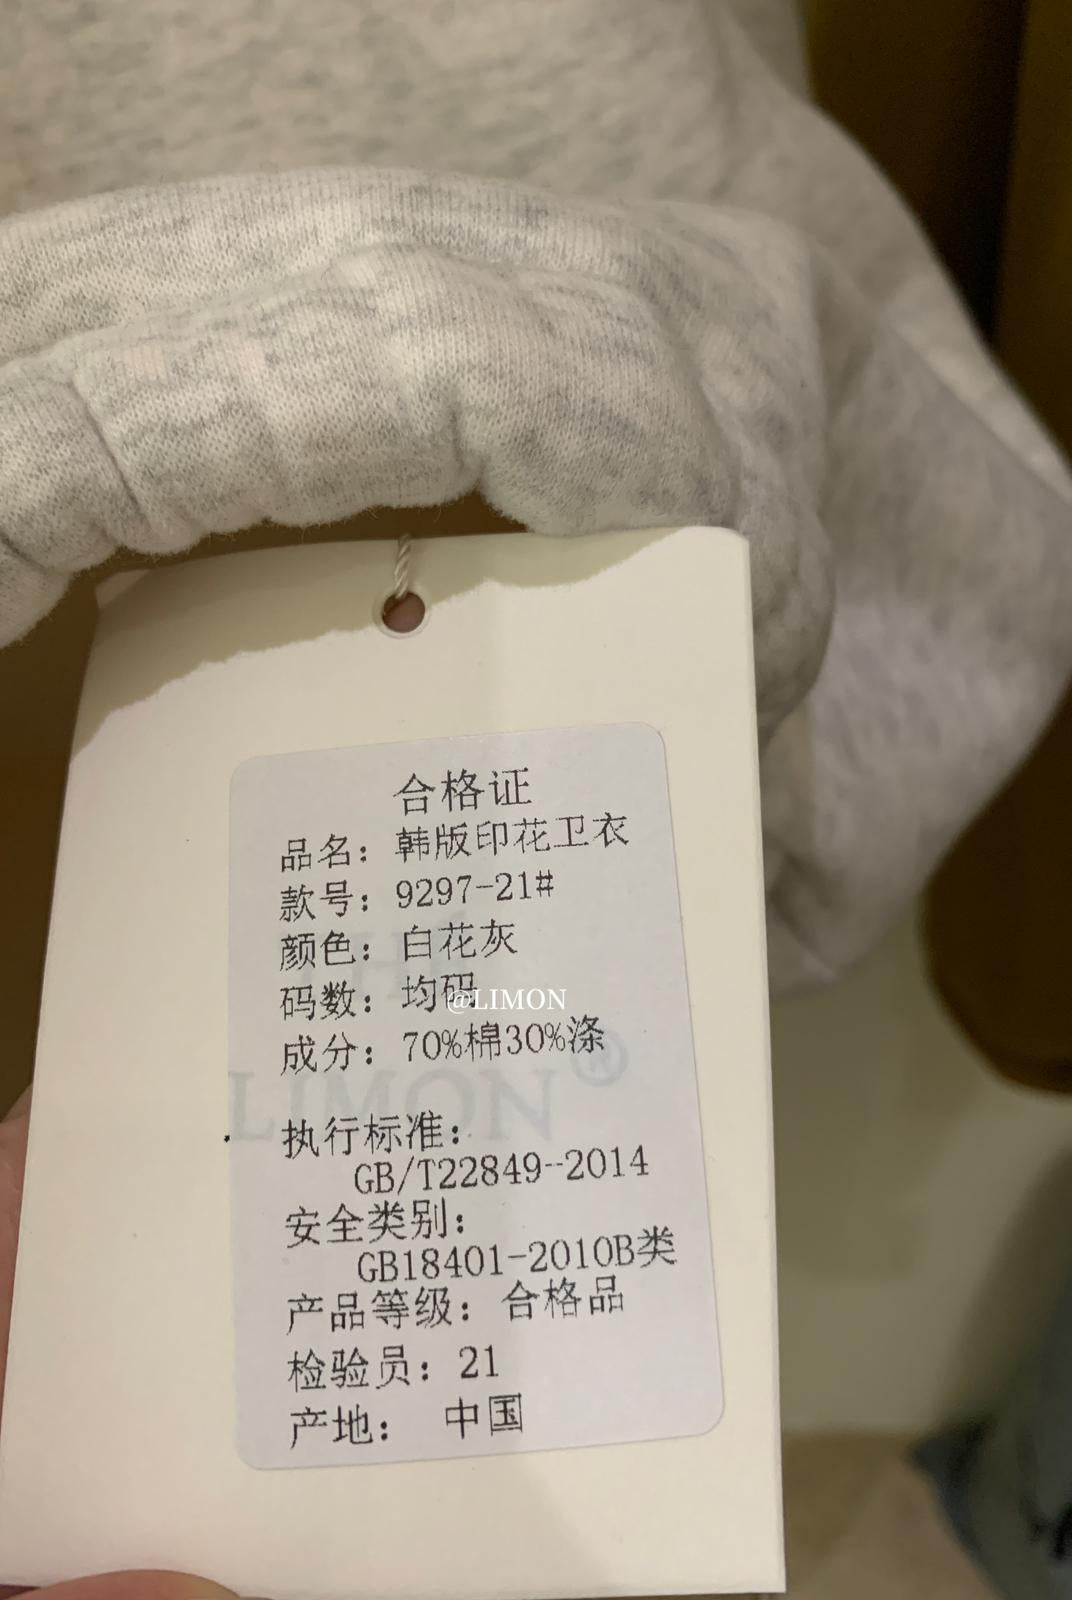 合格证
品名：韩版印花卫衣
款号：9297-21#
颜色：白花灰
码数：均码
@LIMON
成分：70%棉30%涤
LIMON®
执行标准：
GB/T22849--2014
安全类别：
GB18401-2010B类
产品等级：合格品
检验员：21
产地： 中国